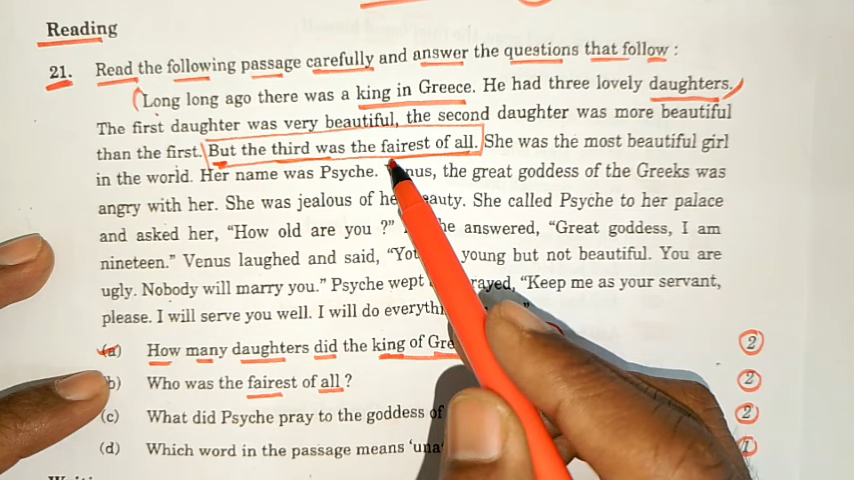 Reading
21. Read the following passage carefully and answer the questions that follow :
Long long ago there was a king in Greece. He had three lovely daughters.
The first daughter was very beautiful, the second daughter was more beautiful
than the first. But the third was the fairest of all. She was the most beautiful girl
in the world. Her name was Psyche. the great goddess of the Greeks was
angry with her. She was jealous of beauty. She called Psyche to her palace
and asked her, "How old are you ?" answered, "Great goddess, I am
nineteen." Venus laughed and said, young but not beautiful. You are
ugly. Nobody will marry you." Psyche wept "Keep me as your servant,
please. I will serve you well. I will do
(a) How many daughters did the king of 2
(b) Who was the fairest of all ? 2
(c) What did Psyche pray to the goddess of 2
(d) Which word in the passage means 1